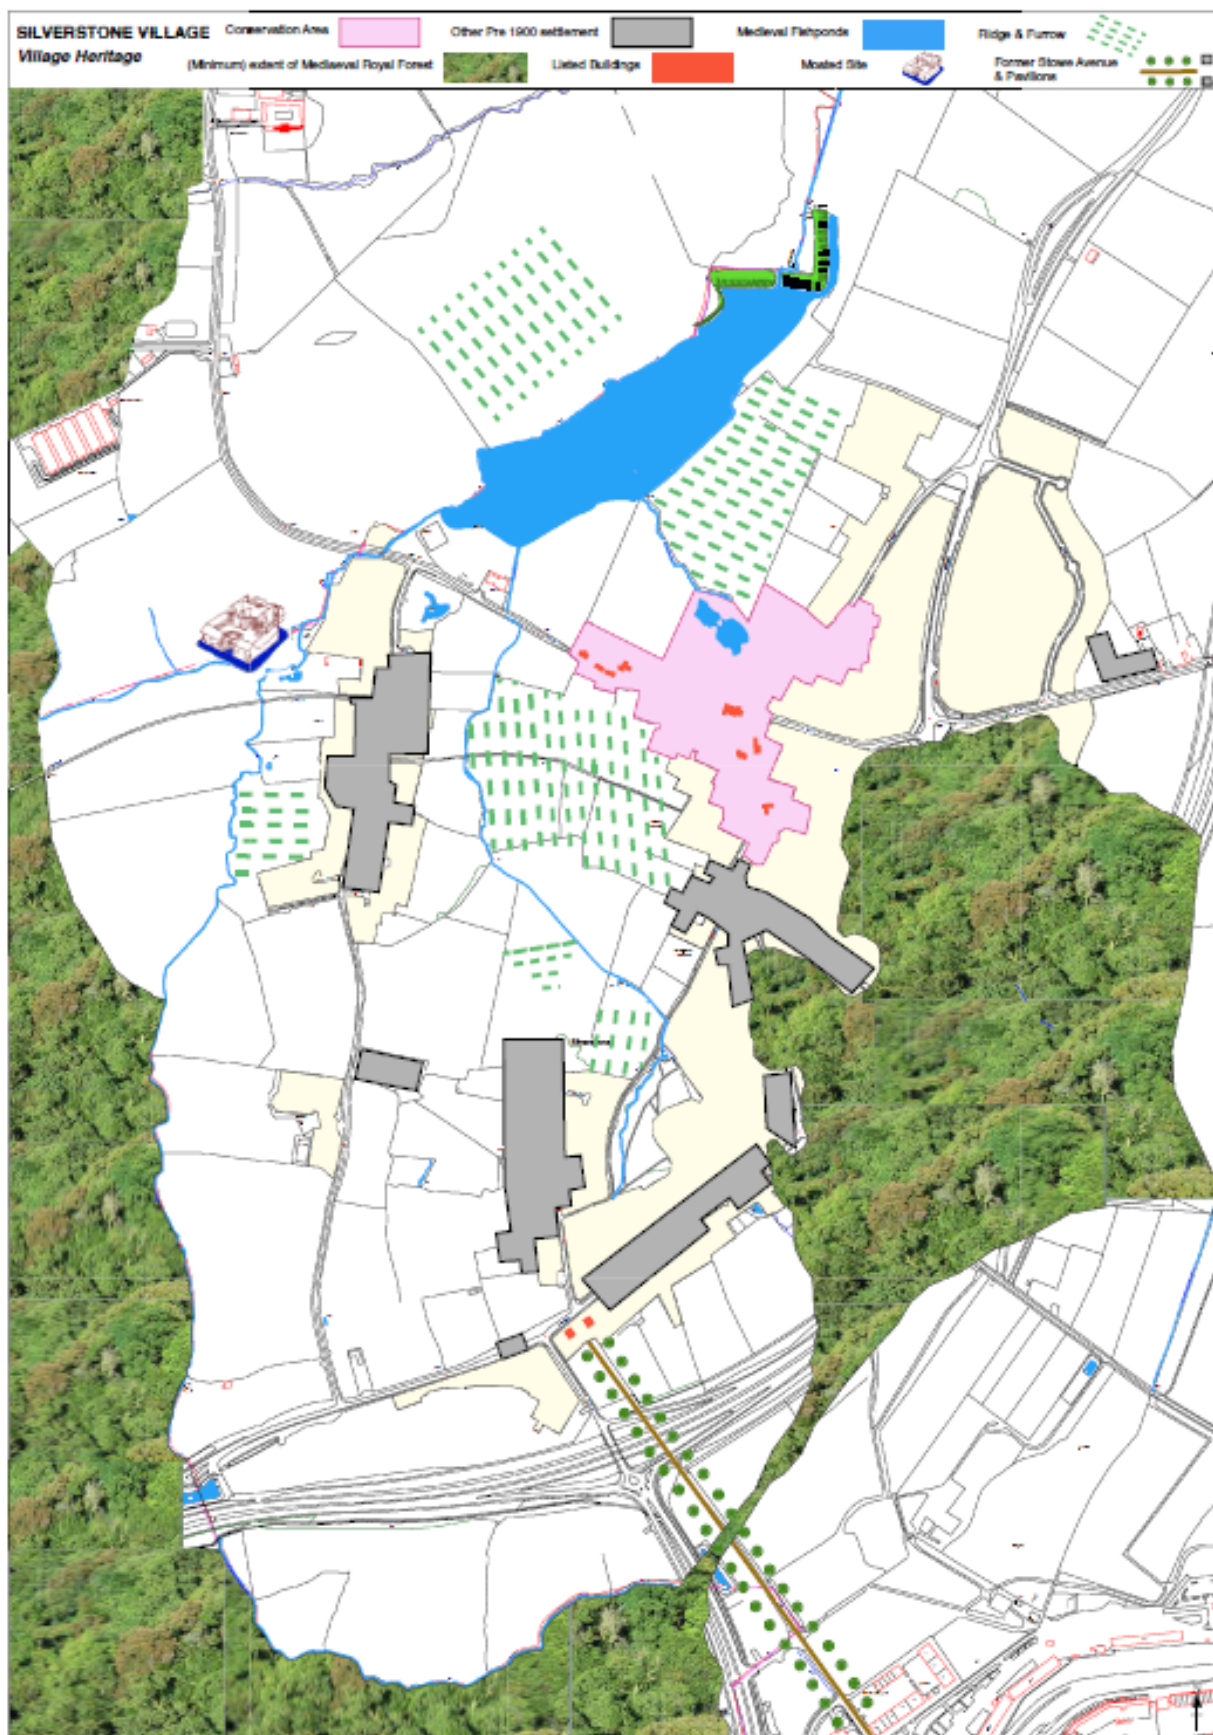 SILVERSTONE VILLAGE
Village Heritage
Conservation Area
Other Pre 1900 settlement
Medieval Fishponds
Ridge & Furrow
(Minimum) extent of Mediaeval Royal Forest
Listed Buildings
Moated Site
Former Stowe Avenue
& Pavilions